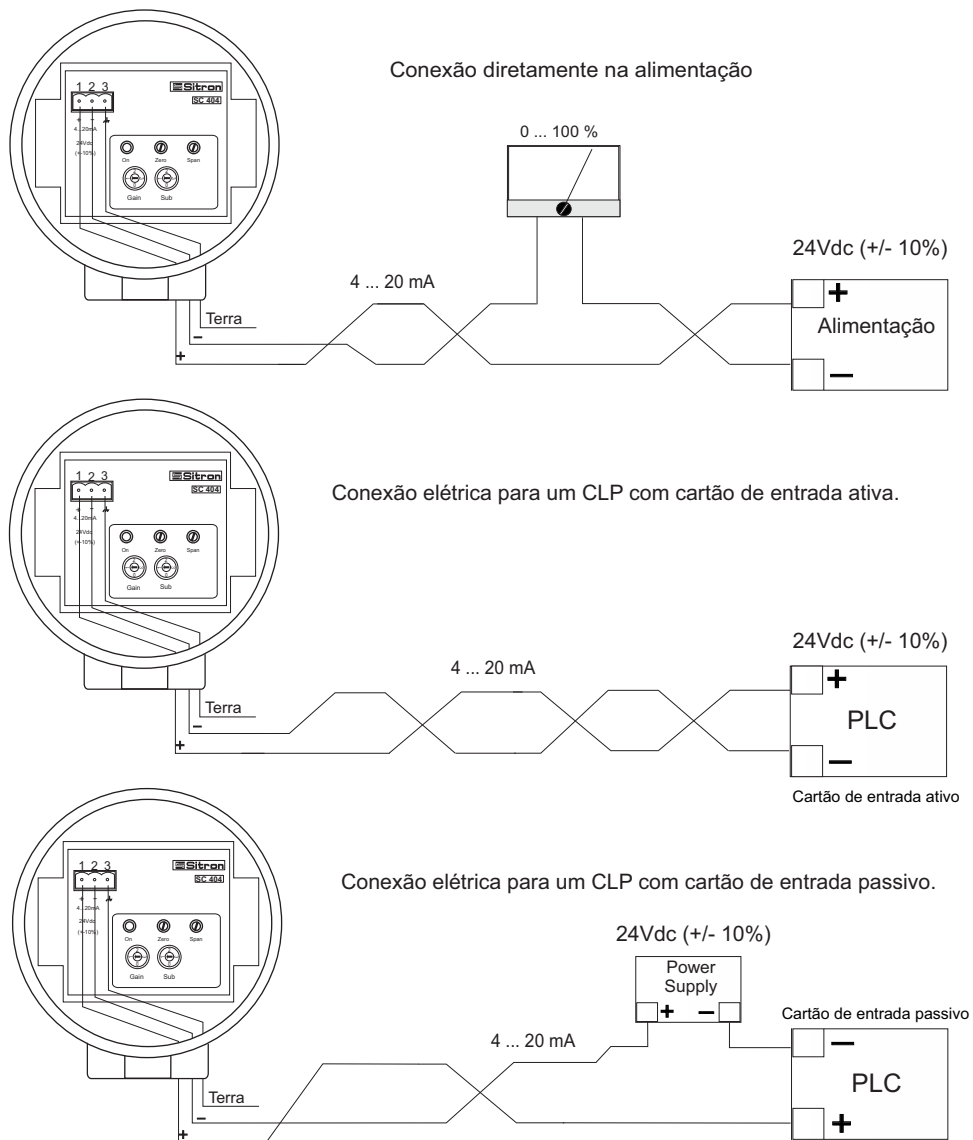 Conexão diretamente na alimentação
1 2 3
Sitron
SC 404
+ −
4...20mA
24Vdc
(+-10%)
On Zero Span
Gain Sub
0 ... 100 %
4 ... 20 mA
24Vdc (+/- 10%)
+
Alimentação
−
Terra
−
+
Conexão elétrica para um CLP com cartão de entrada ativa.
1 2 3
Sitron
SC 404
+ −
4...20mA
24Vdc
(+-10%)
On Zero Span
Gain Sub
4 ... 20 mA
24Vdc (+/- 10%)
+
PLC
−
Cartão de entrada ativo
Terra
−
+
Conexão elétrica para um CLP com cartão de entrada passivo.
1 2 3
Sitron
SC 404
+ −
4...20mA
24Vdc
(+-10%)
On Zero Span
Gain Sub
24Vdc (+/- 10%)
Power
Supply
+ −
4 ... 20 mA
Cartão de entrada passivo
−
PLC
+
Terra
−
+